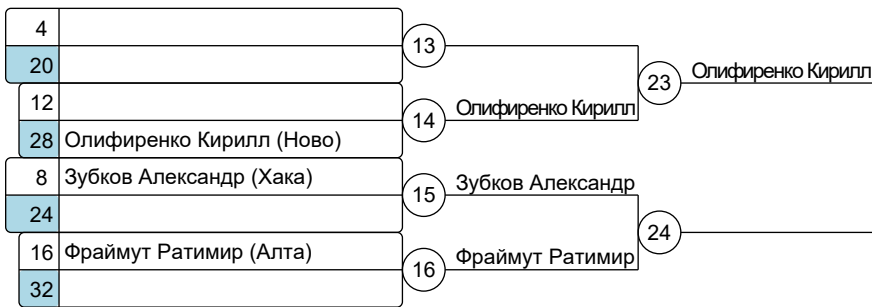 4
13
20
Олифиренко Кирилл
23
12
Олифиренко Кирилл
14
28 Олифиренко Кирилл (Ново)
8 Зубков Александр (Хака)
Зубков Александр
15
24
24
16 Фраймут Ратимир (Алта)
Фраймут Ратимир
16
32